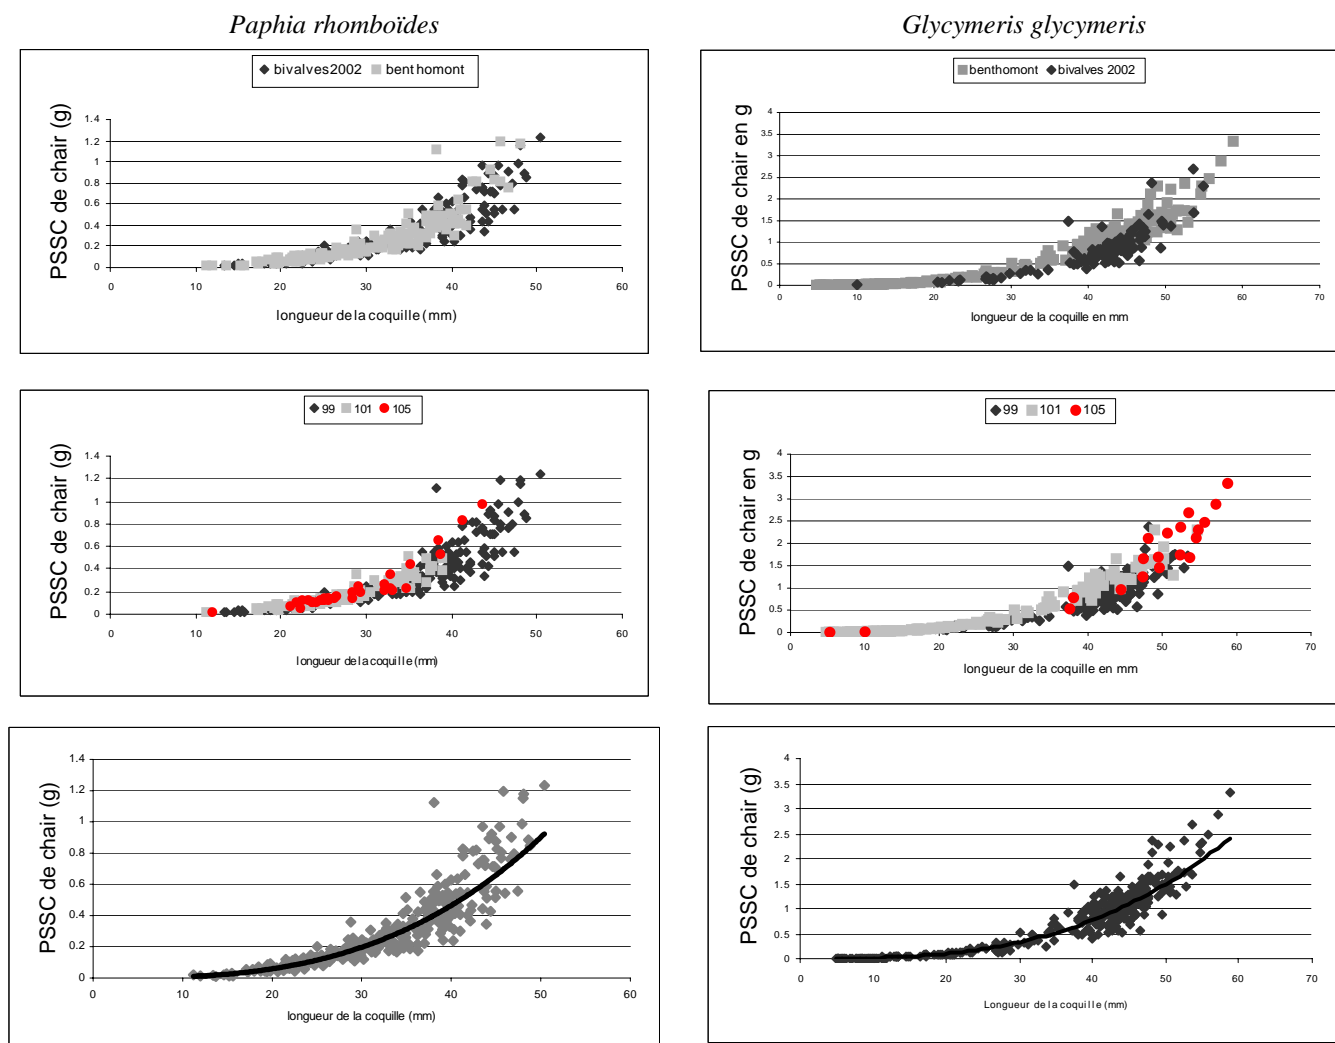 Paphia rhomboïdes
Glycymeris glycymeris
bivalves2002 benthomont
PSSC de chair (g)
1.4
1.2
1
0.8
0.6
0.4
0.2
0
0 10 20 30 40 50 60
longueur de la coquille (mm)
benthomont bivalves 2002
PSSC de chair en g
4
3.5
3
2.5
2
1.5
1
0.5
0
0 10 20 30 40 50 60 70
longueur de la coquille en mm
99 101 105
PSSC de chair (g)
1.4
1.2
1
0.8
0.6
0.4
0.2
0
0 10 20 30 40 50 60
longueur de la coquille (mm)
99 101 105
PSSC de chair en g
4
3.5
3
2.5
2
1.5
1
0.5
0
0 10 20 30 40 50 60 70
longueur de la coquille en mm
PSSC de chair (g)
1.4
1.2
1
0.8
0.6
0.4
0.2
0
0 10 20 30 40 50 60
longueur de la coquille (mm)
PSSC de chair (g)
4
3.5
3
2.5
2
1.5
1
0.5
0
0 10 20 30 40 50 60 70
Longueur de la coquille (mm)